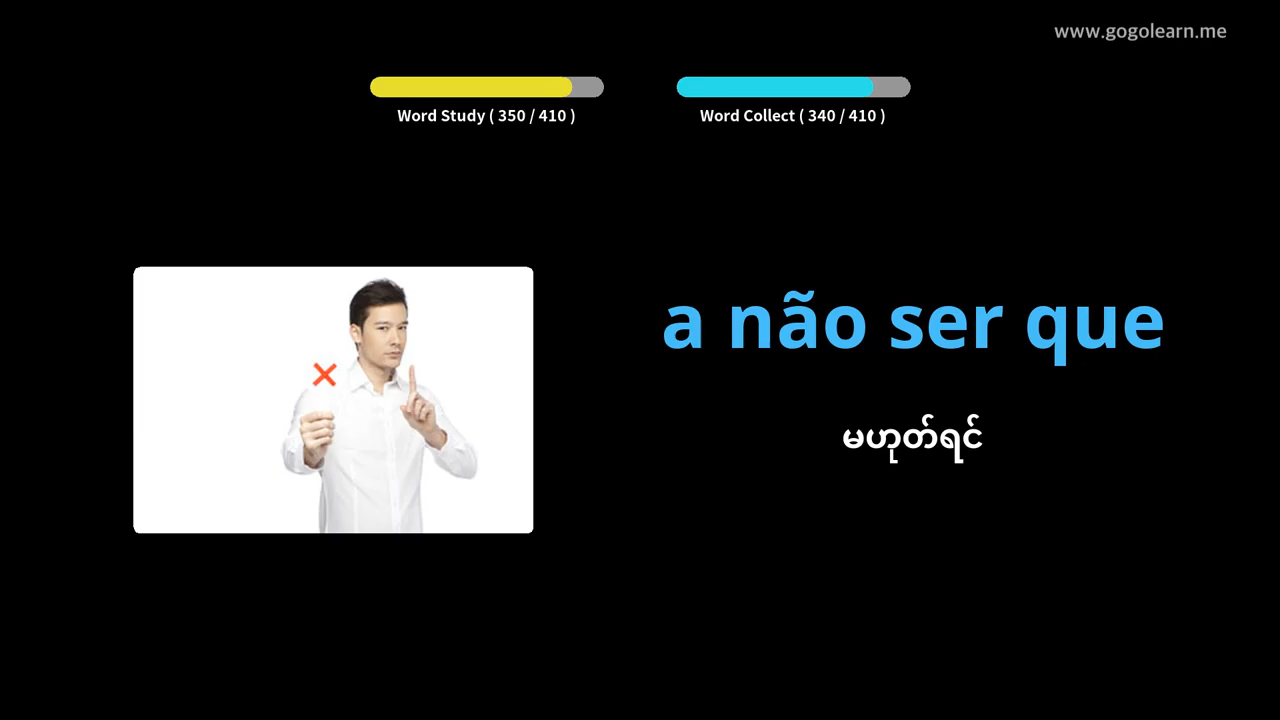 www.gogolearn.me
Word Study ( 350 / 410 )
Word Collect ( 340 / 410 )
a não ser que
မဟုတ်ရင်